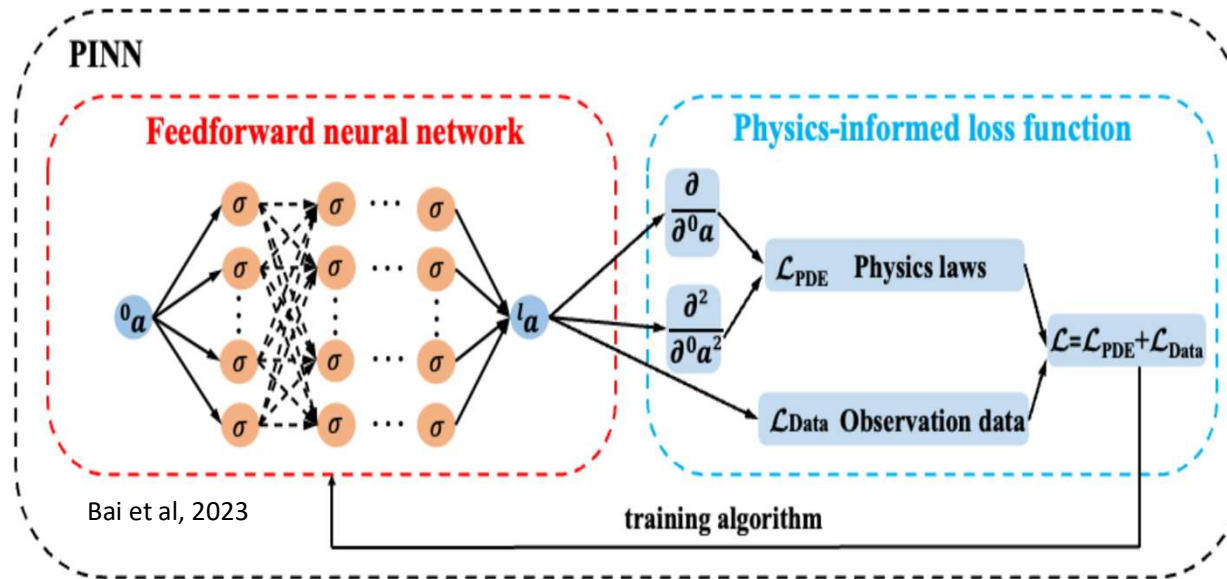 PINN
Feedforward neural network
Physics-informed loss function
σ σ ··· σ
σ σ ··· σ
⁰a
⋮ ⋮ ⋮
ˡa
σ σ ··· σ
σ σ ··· σ
∂
∂⁰a
∂²
∂⁰a²
ℒPDE Physics laws
ℒData Observation data
ℒ=ℒPDE+ℒData
Bai et al, 2023
training algorithm